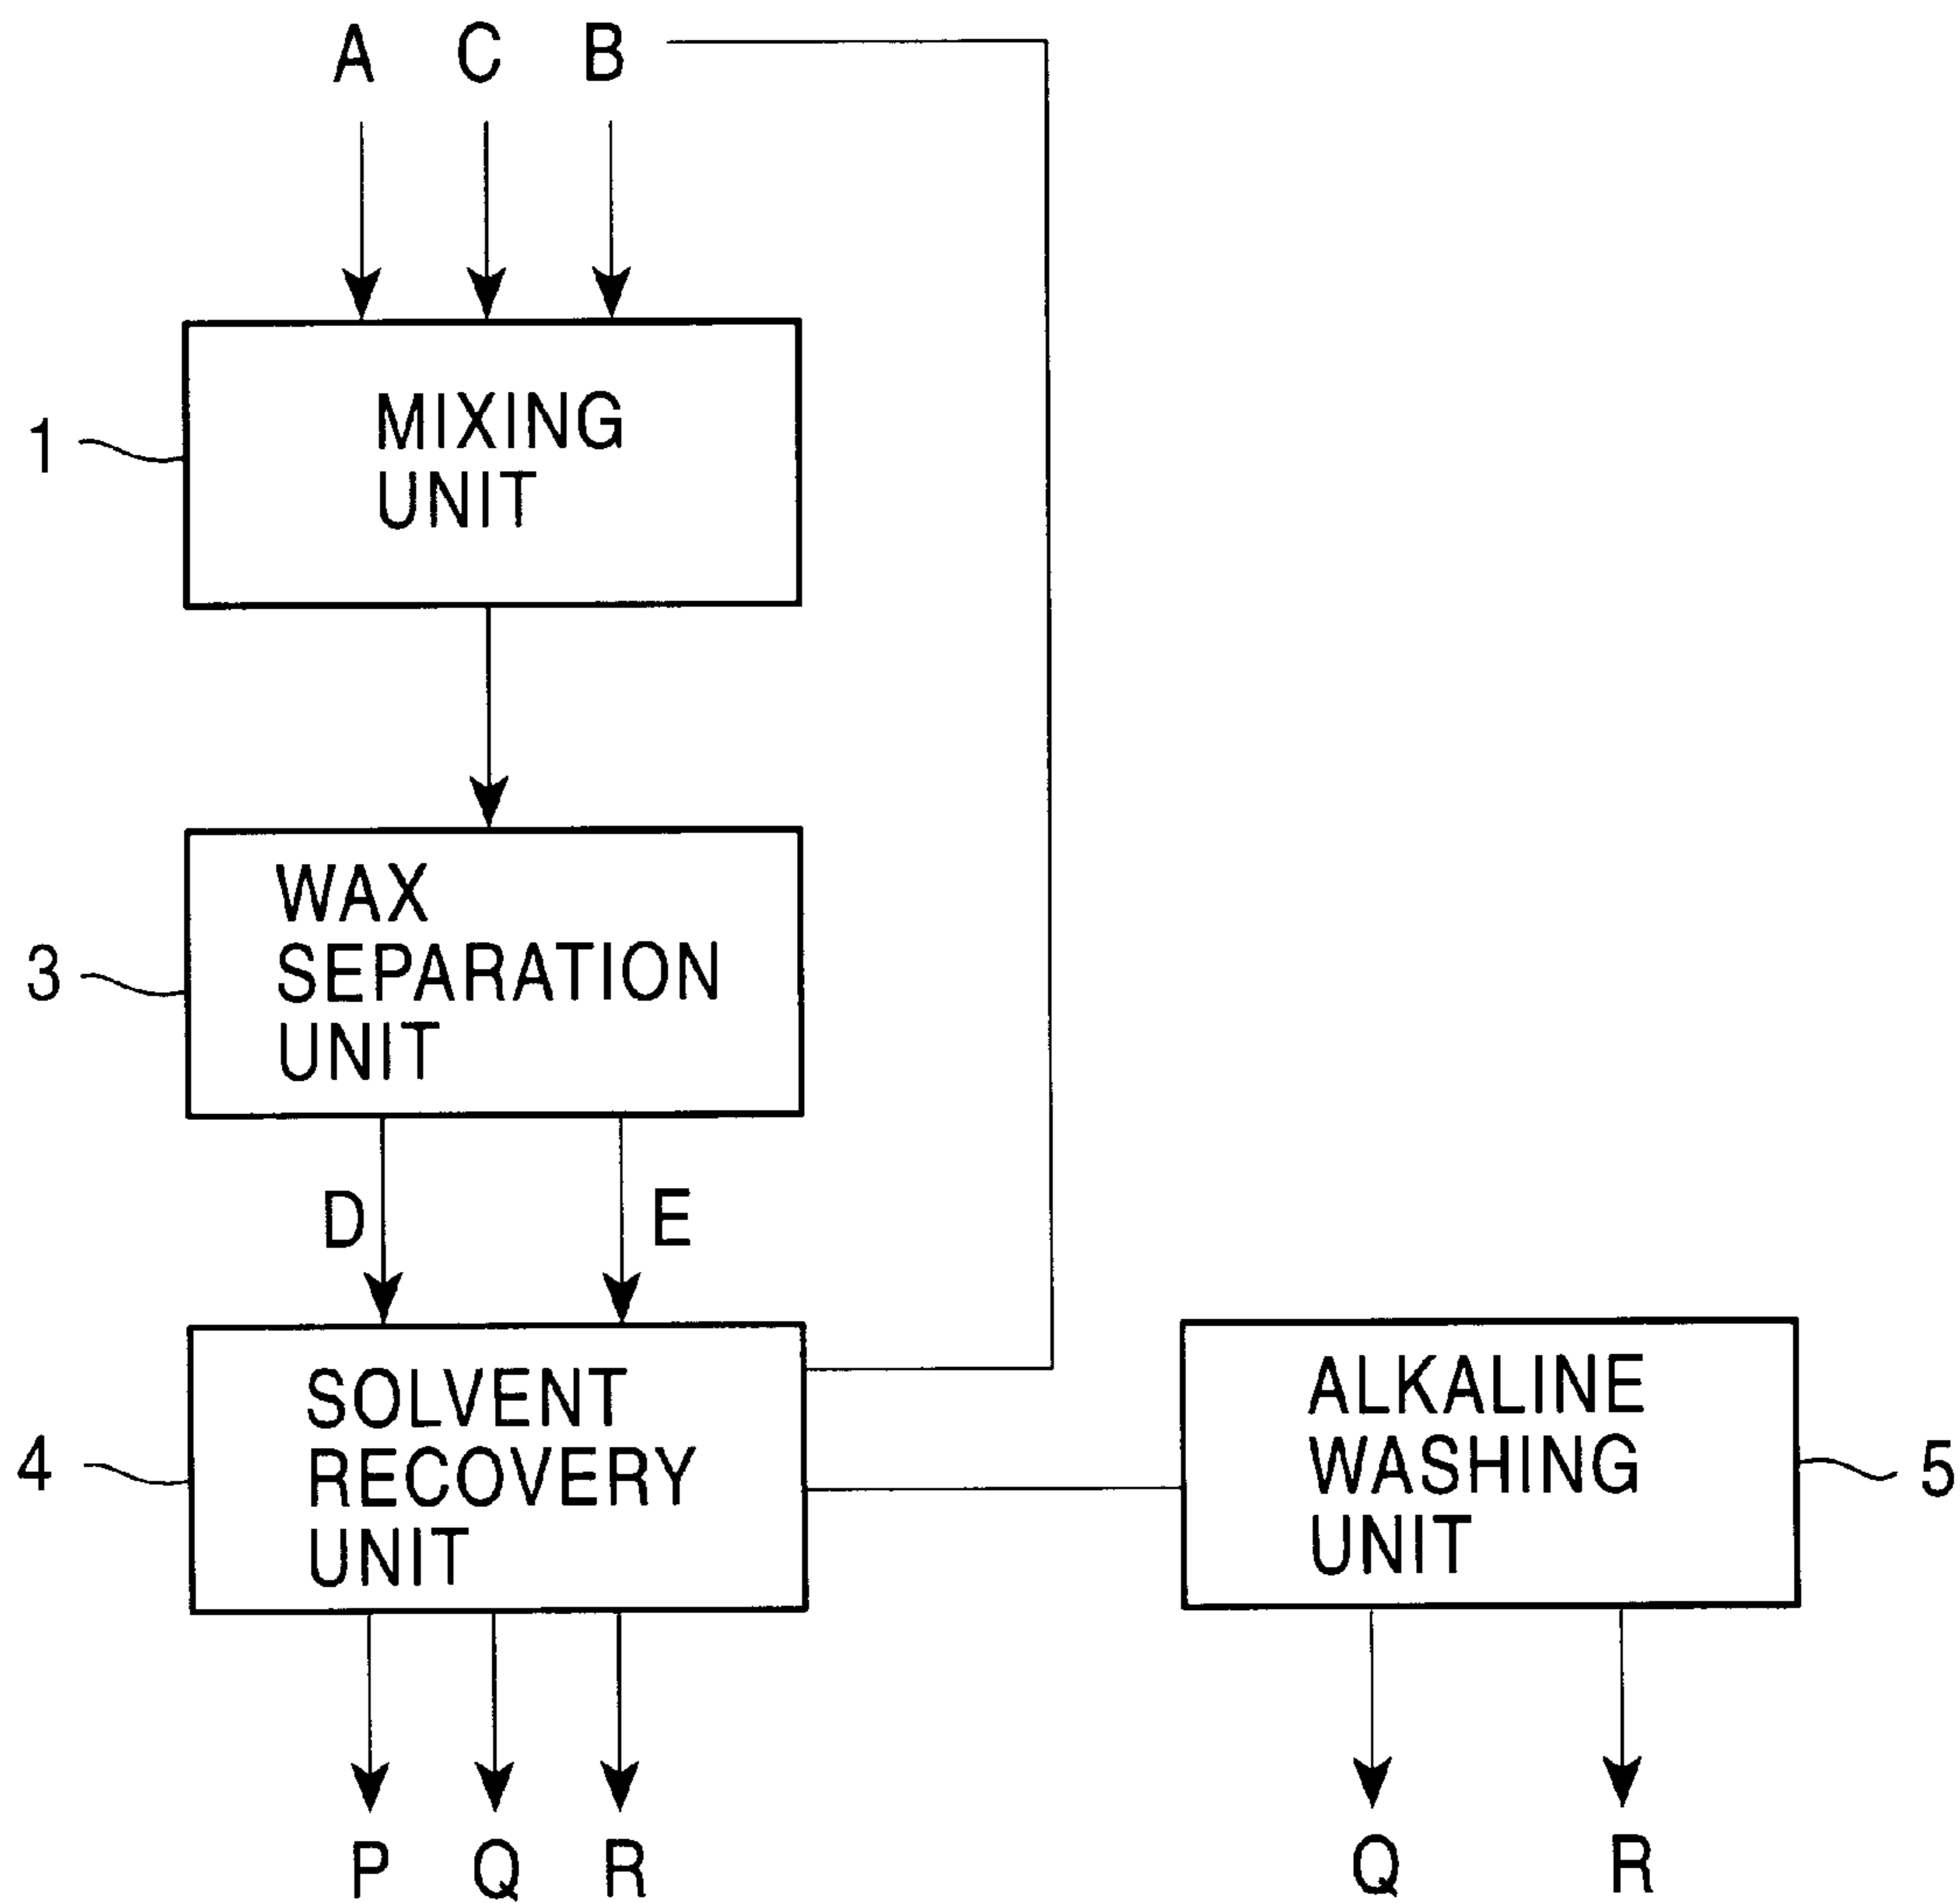 A C B
1
MIXING
UNIT
3
WAX
SEPARATION
UNIT
D E
4
SOLVENT
RECOVERY
UNIT
ALKALINE
WASHING
UNIT
5
P Q R
Q R